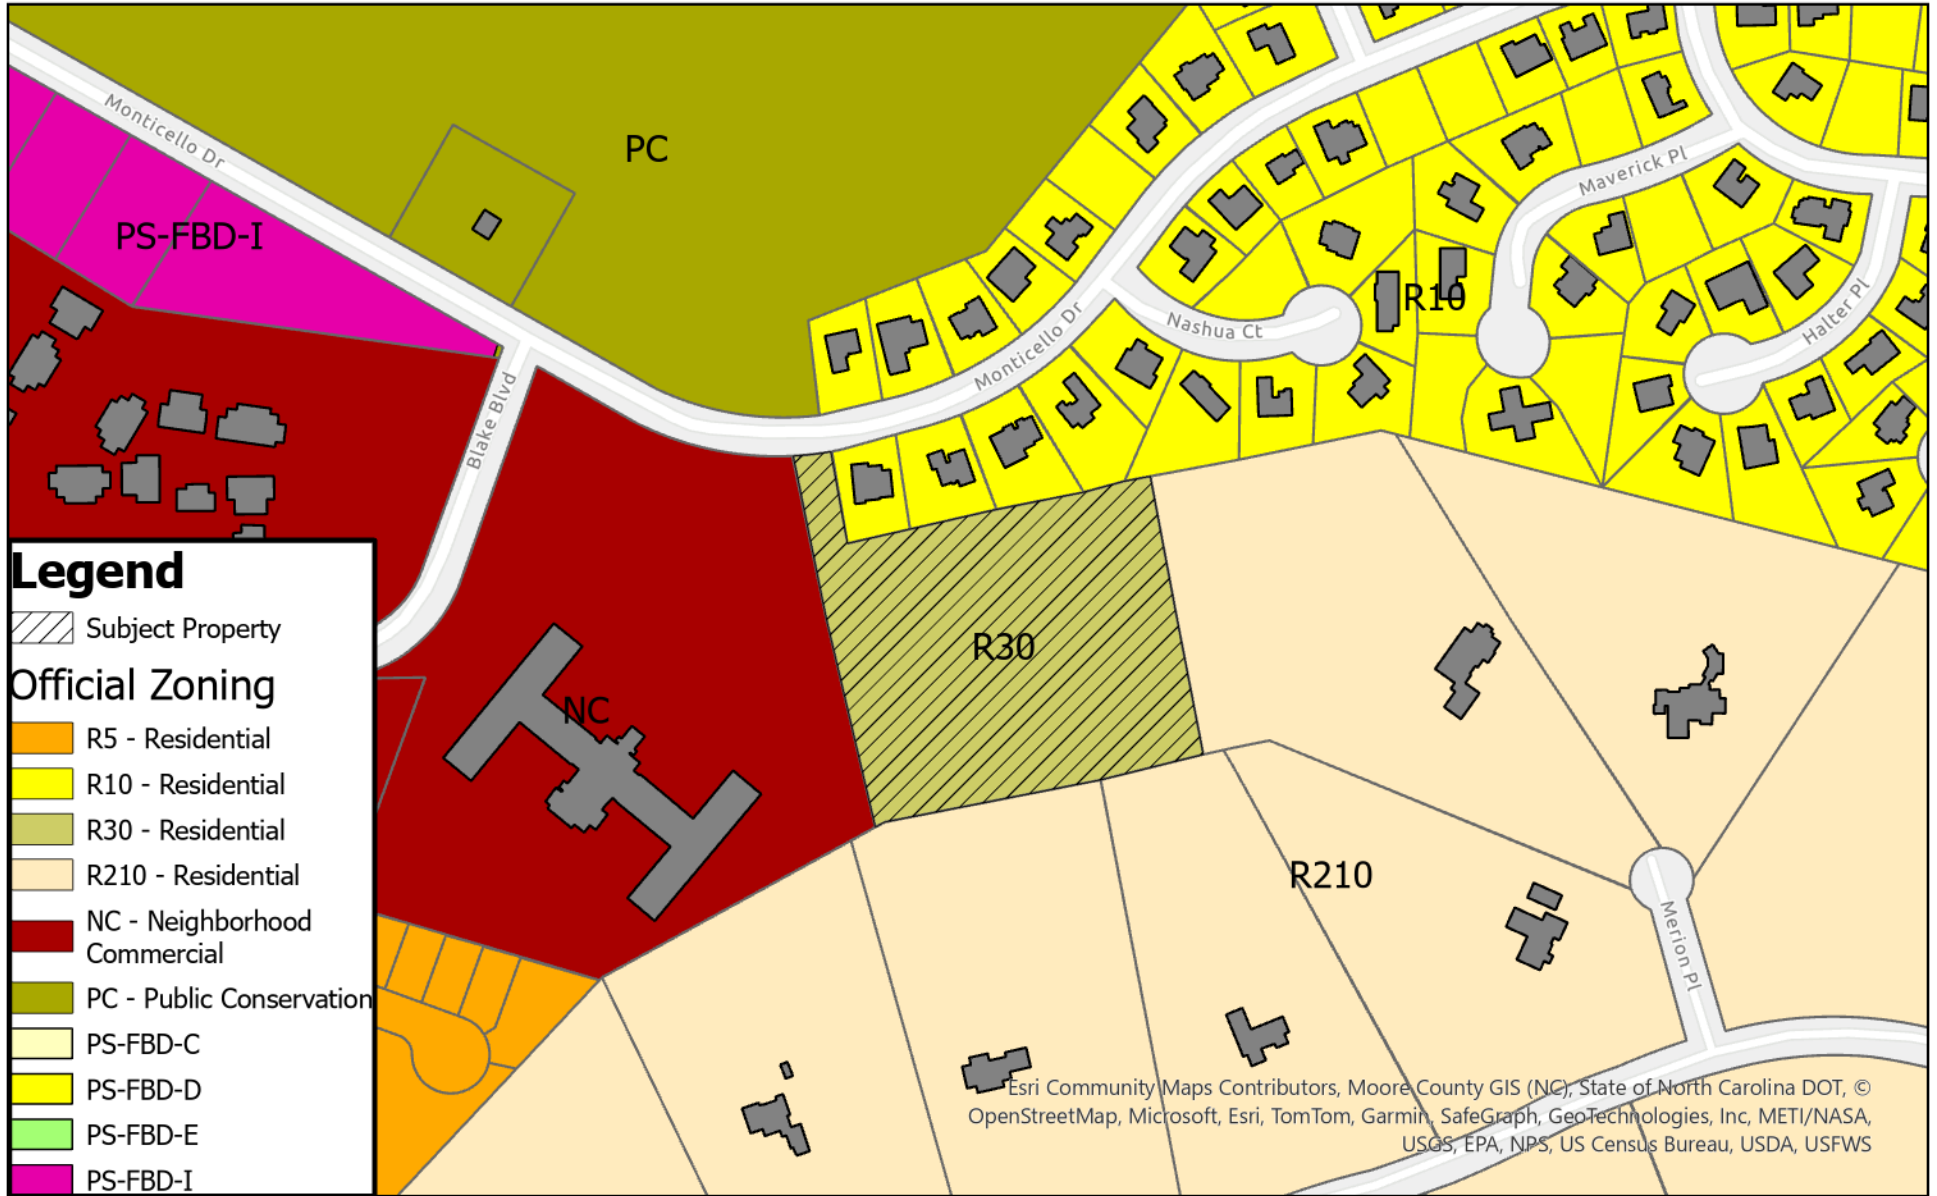 Monticello Dr
PC
PS-FBD-I
Maverick Pl
R10
Nashua Ct
Monticello Dr
Halter Pl
Blake Blvd
R30
NC
R210
Merion Pl
Legend
Subject Property
Official Zoning
R5 - Residential
R10 - Residential
R30 - Residential
R210 - Residential
NC - Neighborhood
Commercial
PC - Public Conservation
PS-FBD-C
PS-FBD-D
PS-FBD-E
PS-FBD-I
Esri Community Maps Contributors, Moore County GIS (NC), State of North Carolina DOT, ©
OpenStreetMap, Microsoft, Esri, TomTom, Garmin, SafeGraph, GeoTechnologies, Inc, METI/NASA,
USGS, EPA, NPS, US Census Bureau, USDA, USFWS